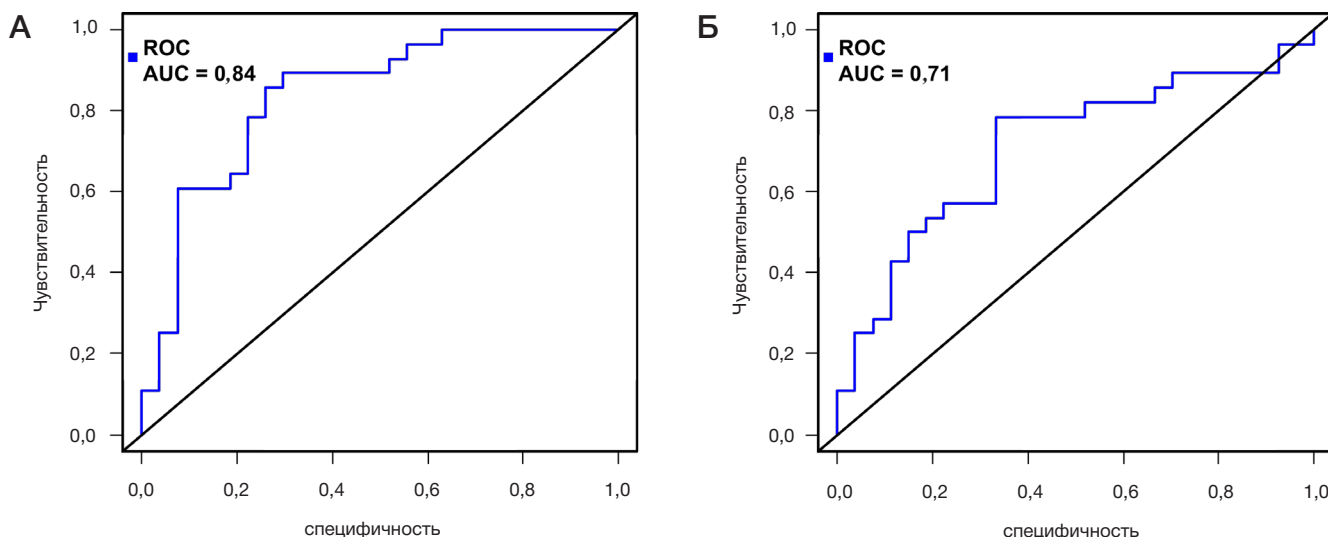 А
ROC
AUC = 0,84
Чувствительность
1,0
0,8
0,6
0,4
0,2
0,0
0,0 0,2 0,4 0,6 0,8 1,0
специфичность
Б
ROC
AUC = 0,71
Чувствительность
1,0
0,8
0,6
0,4
0,2
0,0
0,0 0,2 0,4 0,6 0,8 1,0
специфичность